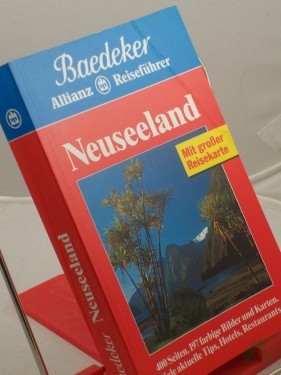 Baedeker
Allianz Reiseführer
Neuseeland
Mit großer
Reisekarte
400 Seiten. 197 farbige Bilder und Karten.
Viele aktuelle Tips, Hotels, Restaurants
Neuseeland
Baedeker